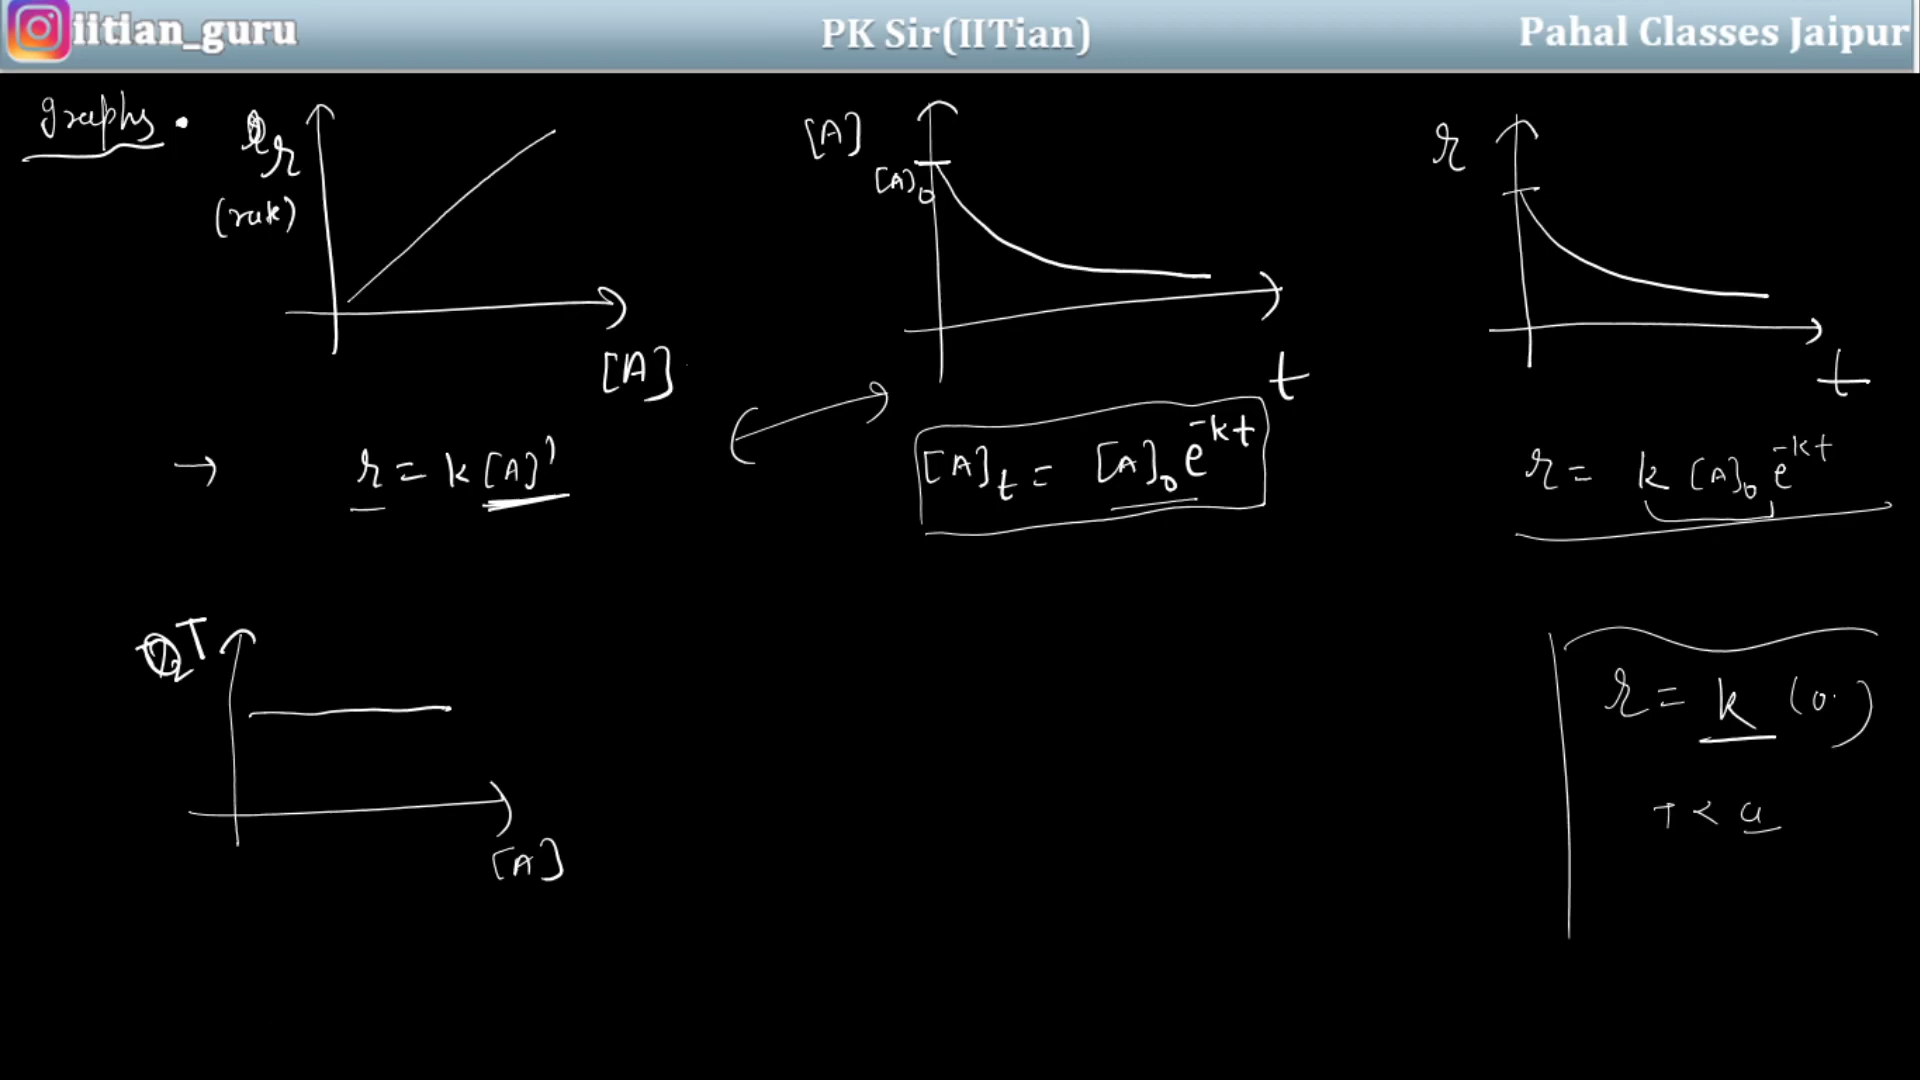 iitian_guru PK Sir(IITian) Pahal Classes Jaipur
graphs.
r
(rate)
[A]
[A]
[A]₀
t
r
t
→ r = k [A]¹
[A]t = [A]₀ e^-kt
r = k [A]₀ e^-kt
T
[A]
r = k (0.)